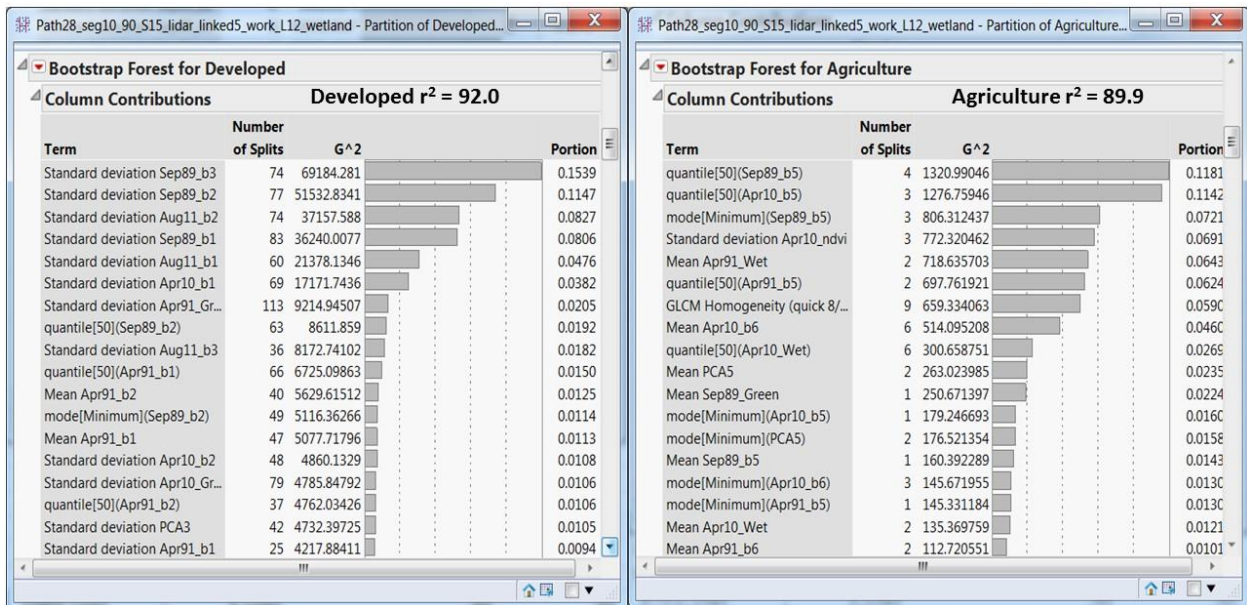 Path28_seg10_90_S15_lidar_linked5_work_L12_wetland - Partition of Developed...
Bootstrap Forest for Developed
Column Contributions Developed r² = 92.0
Number
Term of Splits G^2 Portion
Standard deviation Sep89_b3 74 69184.281 0.1539
Standard deviation Sep89_b2 77 51532.8341 0.1147
Standard deviation Aug11_b2 74 37157.588 0.0827
Standard deviation Sep89_b1 83 36240.0077 0.0806
Standard deviation Aug11_b1 60 21378.1346 0.0476
Standard deviation Apr10_b1 69 17171.7436 0.0382
Standard deviation Apr91_Gr... 113 9214.94507 0.0205
quantile[50](Sep89_b2) 63 8611.859 0.0192
Standard deviation Aug11_b3 36 8172.74102 0.0182
quantile[50](Apr91_b1) 66 6725.09863 0.0150
Mean Apr91_b2 40 5629.61512 0.0125
mode[Minimum](Sep89_b2) 49 5116.36266 0.0114
Mean Apr91_b1 47 5077.71796 0.0113
Standard deviation Apr10_b2 48 4860.1329 0.0108
Standard deviation Apr10_Gr... 79 4785.84792 0.0106
quantile[50](Apr91_b2) 37 4762.03426 0.0106
Standard deviation PCA3 42 4732.39725 0.0105
Standard deviation Apr91_b1 25 4217.88411 0.0094
Path28_seg10_90_S15_lidar_linked5_work_L12_wetland - Partition of Agriculture...
Bootstrap Forest for Agriculture
Column Contributions Agriculture r² = 89.9
Number
Term of Splits G^2 Portion
quantile[50](Sep89_b5) 4 1320.99046 0.1181
quantile[50](Apr10_b5) 3 1276.75946 0.1142
mode[Minimum](Sep89_b5) 3 806.312437 0.0721
Standard deviation Apr10_ndvi 3 772.320462 0.0691
Mean Apr91_Wet 2 718.635703 0.0643
quantile[50](Apr91_b5) 2 697.761921 0.0624
GLCM Homogeneity (quick 8/... 9 659.334063 0.0590
Mean Apr10_b6 6 514.095208 0.0460
quantile[50](Apr10_Wet) 6 300.658751 0.0269
Mean PCA5 2 263.023985 0.0235
Mean Sep89_Green 1 250.671397 0.0224
mode[Minimum](Apr10_b5) 1 179.246693 0.0160
mode[Minimum](PCA5) 2 176.521354 0.0158
Mean Sep89_b5 1 160.392289 0.0143
mode[Minimum](Apr10_b6) 3 145.671955 0.0130
mode[Minimum](Apr91_b5) 1 145.331184 0.0130
Mean Apr10_Wet 2 135.369759 0.0121
Mean Apr91_b6 2 112.720551 0.0101